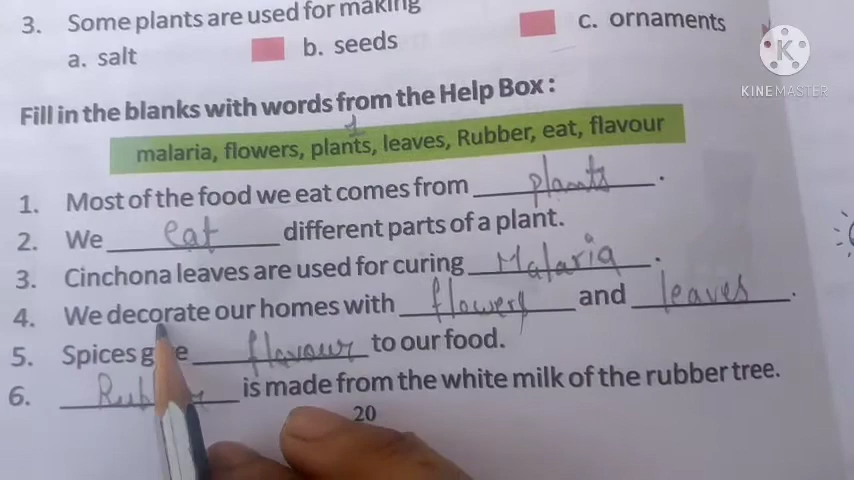 3. Some plants are used for making
a. salt b. seeds c. ornaments
K
KINEMASTER
Fill in the blanks with words from the Help Box :
malaria, flowers, plants, leaves, Rubber, eat, flavour
1. Most of the food we eat comes from plants.
2. We eat different parts of a plant.
3. Cinchona leaves are used for curing Malaria.
4. We decorate our homes with flowers and leaves.
5. Spices flavour to our food.
6. is made from the white milk of the rubber tree.
20